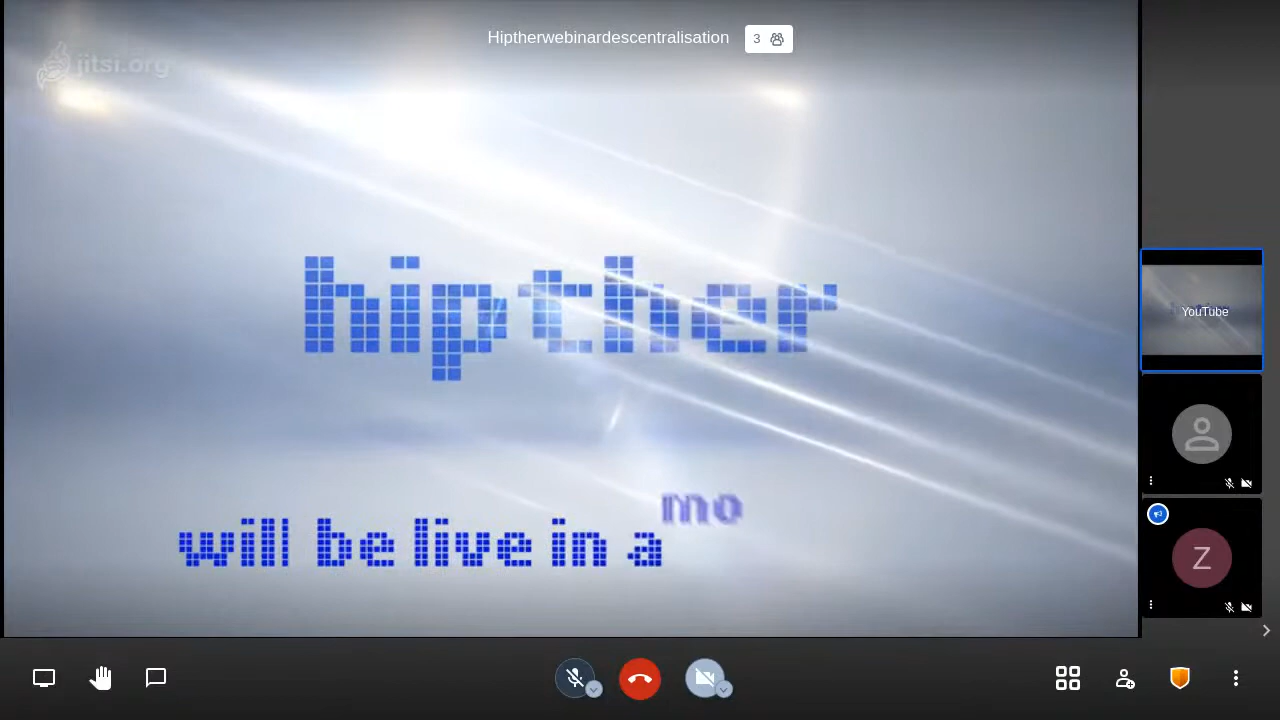 Hiptherwebinardescentralisation 3
jitsi.org
hipther
will be live in a mo
YouTube
Z